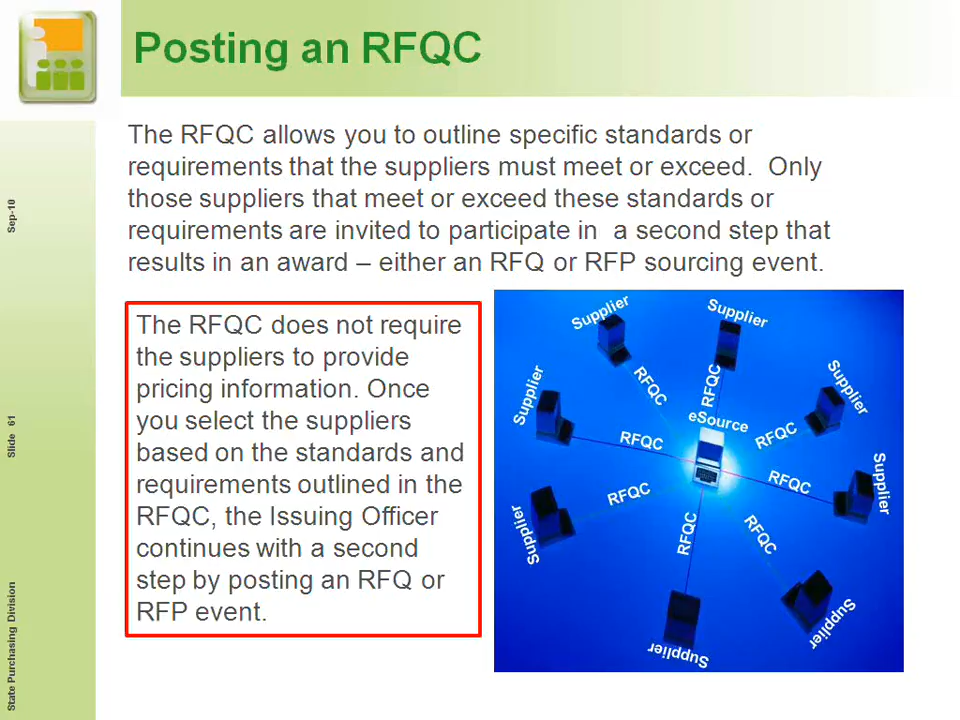 Posting an RFQC
The RFQC allows you to outline specific standards or
requirements that the suppliers must meet or exceed.  Only
those suppliers that meet or exceed these standards or
requirements are invited to participate in  a second step that
results in an award – either an RFQ or RFP sourcing event.
The RFQC does not require
the suppliers to provide
pricing information. Once
you select the suppliers
based on the standards and
requirements outlined in the
RFQC, the Issuing Officer
continues with a second
step by posting an RFQ or
RFP event.
Supplier
Supplier
Supplier
Supplier
RFQC
RFQC
eSource
RFQC
RFQC
RFQC
Supplier
RFQC
Supplier
RFQC
RFQC
Supplier
Supplier
Sep-10
Slide 61
State Purchasing Division